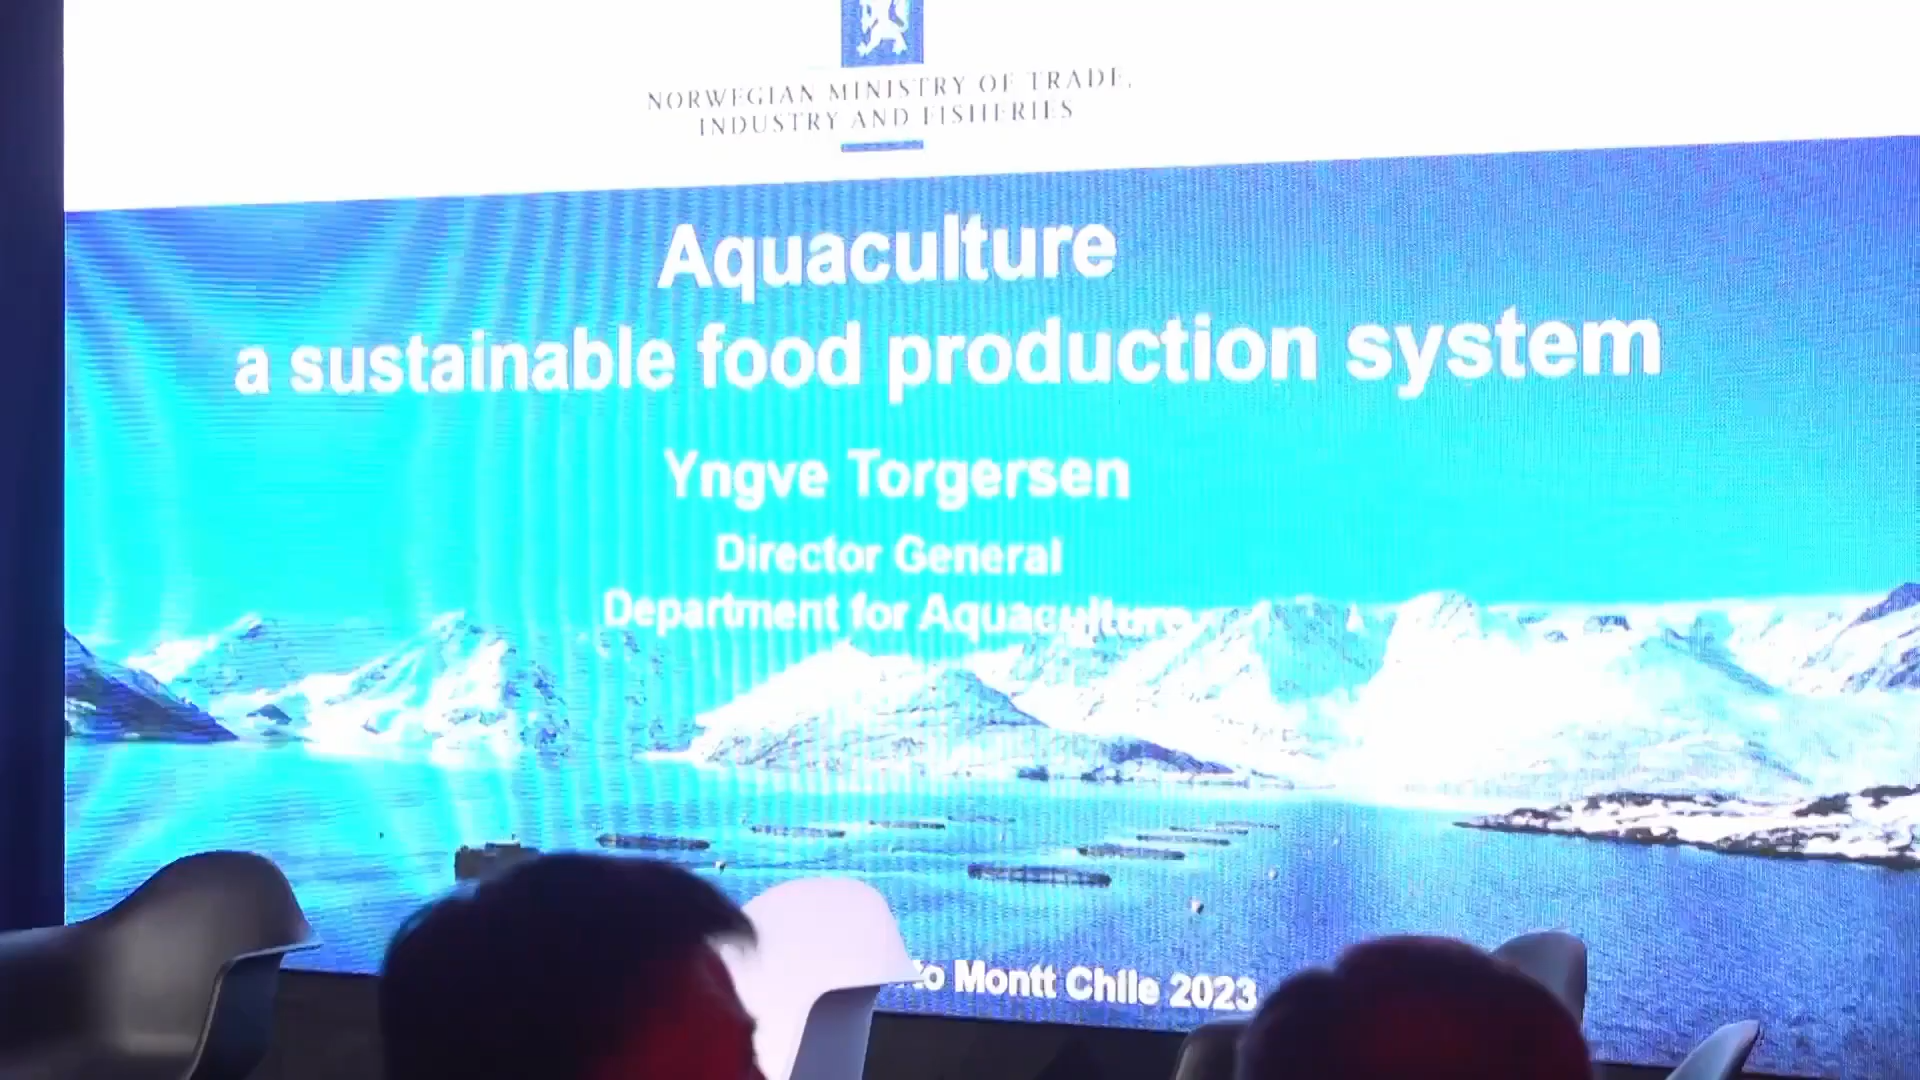 NORWEGIAN MINISTRY OF TRADE,
INDUSTRY AND FISHERIES
Aquaculture
a sustainable food production system
Yngve Torgersen
Director General
Department for Aquaculture
Montt Chile 2023